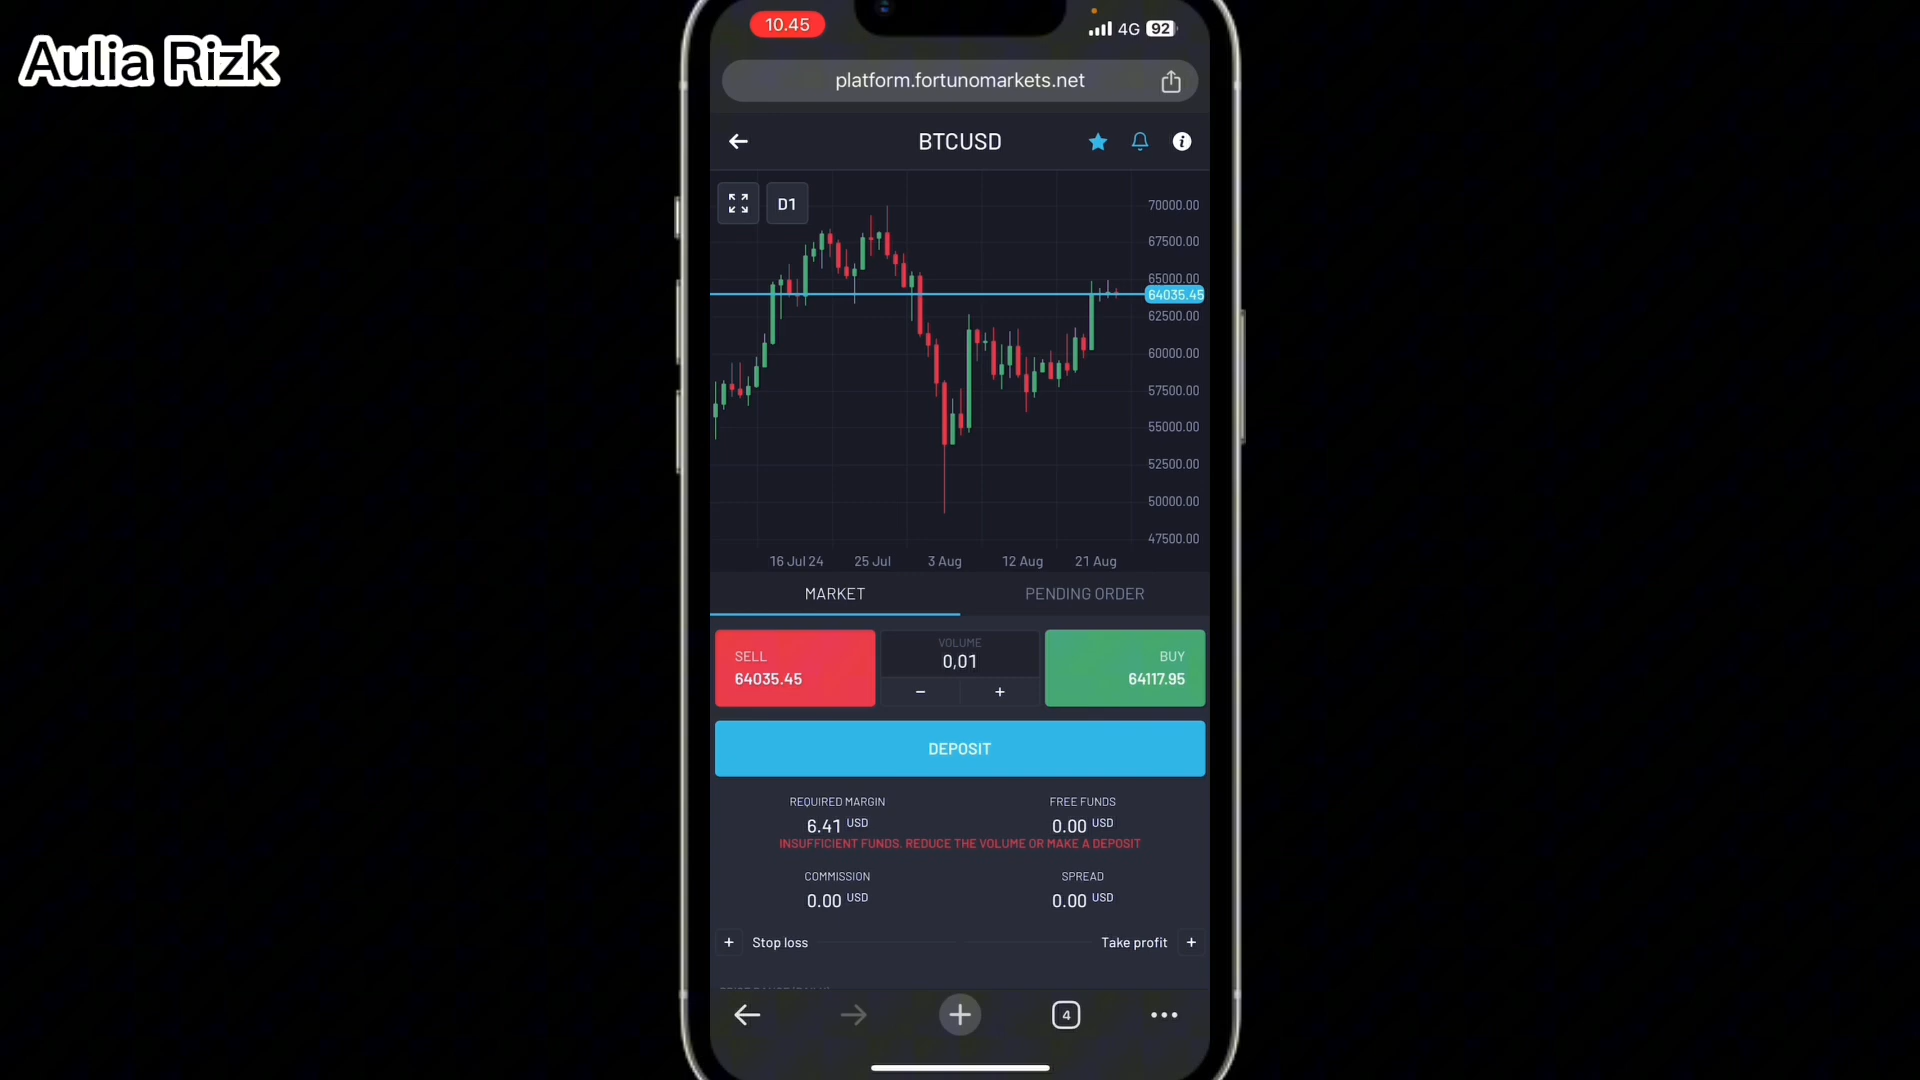 Aulia Rizk
10.45
4G 92
platform.fortunomarkets.net
BTCUSD
D1
70000.00
67500.00
65000.00
64035.45
62500.00
60000.00
57500.00
55000.00
52500.00
50000.00
47500.00
16 Jul 24 25 Jul 3 Aug 12 Aug 21 Aug
MARKET PENDING ORDER
SELL
64035.45
VOLUME
0,01
− +
BUY
64117.95
DEPOSIT
REQUIRED MARGIN FREE FUNDS
6.41 USD 0.00 USD
INSUFFICIENT FUNDS. REDUCE THE VOLUME OR MAKE A DEPOSIT
COMMISSION SPREAD
0.00 USD 0.00 USD
+ Stop loss Take profit +
4